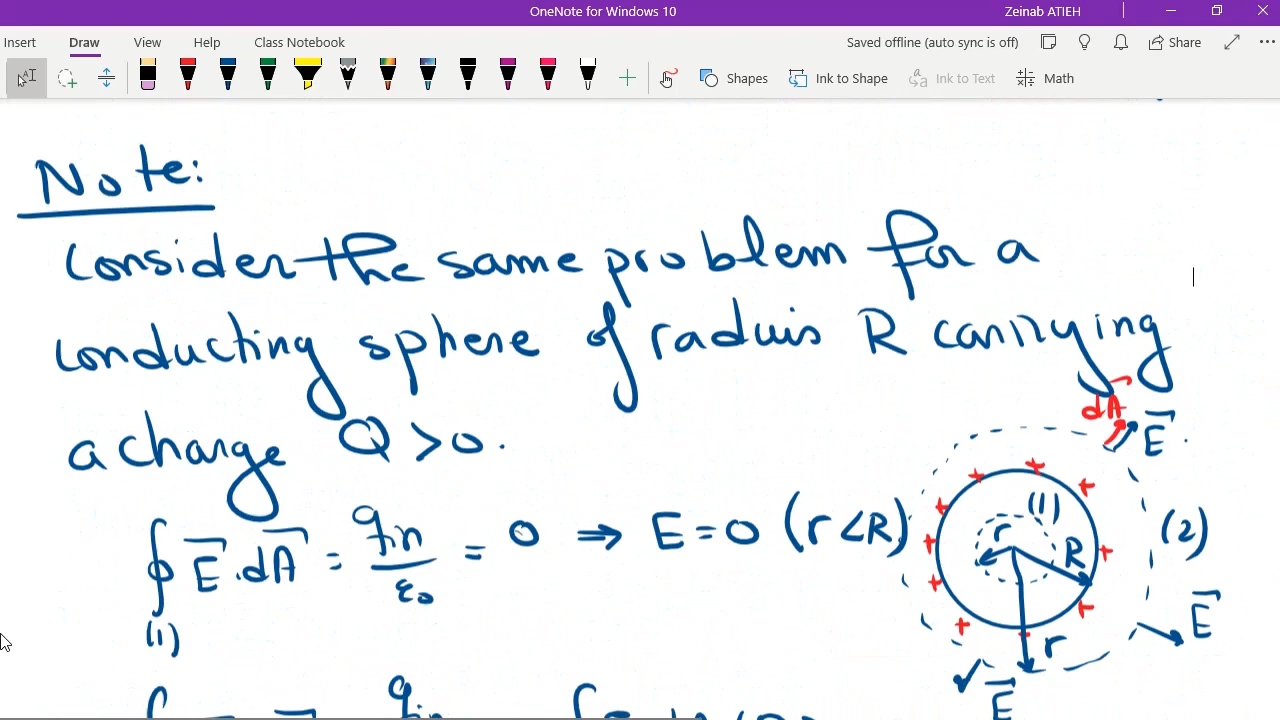 OneNote for Windows 10
Zeinab ATIEH
Insert Draw View Help Class Notebook
Saved offline (auto sync is off)
Share
Shapes
Ink to Shape
Ink to Text
Math
Note:
Consider the same problem for a
conducting sphere of raduis R carrying
a charge Q > 0.
∮ E⃗.dA⃗ = qin/ε0 = 0 ⇒ E = 0 (r < R)
(1)
dA⃗
E⃗
+ + + + + + + + + +
(1)
r
R
(2)
E⃗
r
E⃗
qin